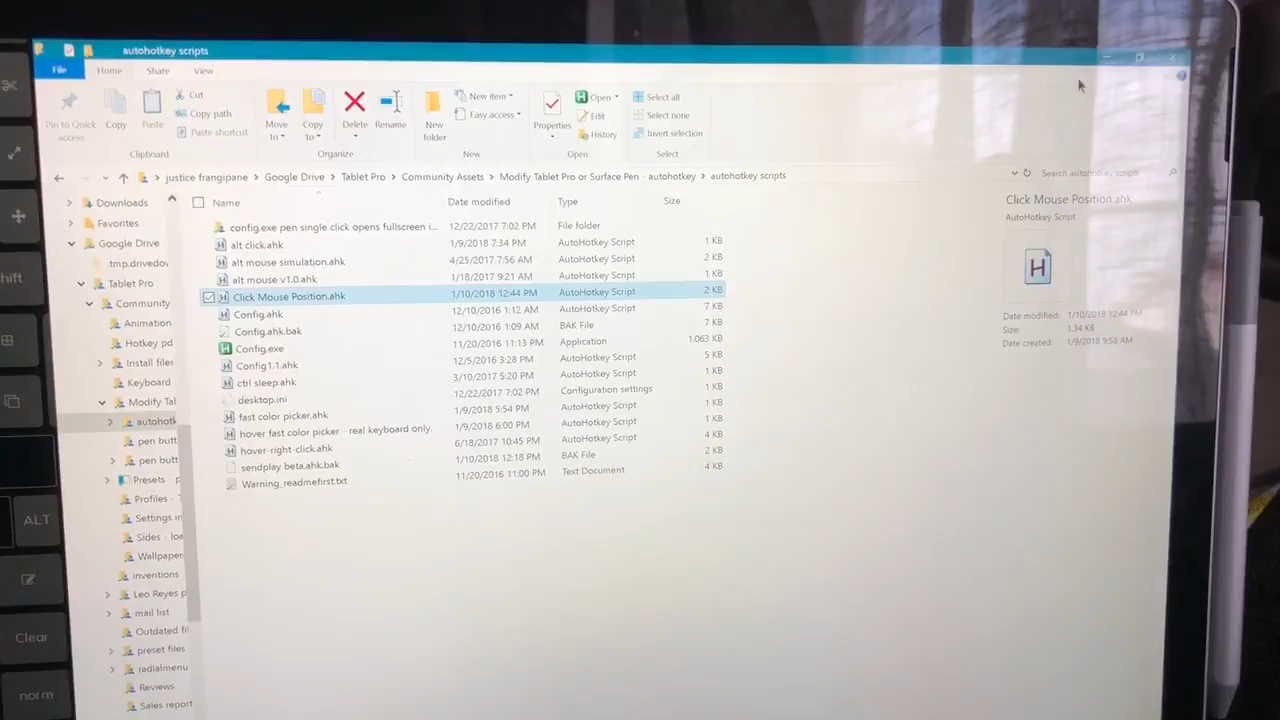 autohotkey scripts
File Home Share View
Pin to Quick access
Copy
Paste
Cut
Copy path
Paste shortcut
Clipboard
Move to
Copy to
Delete
Rename
Organize
New folder
New item
Easy access
New
Properties
Open
Edit
History
Open
Select all
Select none
Invert selection
Select
justice frangipane > Google Drive > Tablet Pro > Community Assets > Modify Tablet Pro or Surface Pen - autohotkey > autohotkey scripts
Search autohotkey scripts
Downloads
Favorites
Google Drive
.tmp.drivedov
Tablet Pro
Community
Animation
Hotkey pd
Install files
Keyboard
Modify Tal
autohotk
pen butt
pen butt
Presets - p
Profiles -
Settings in
Sides - loa
Wallpaper
inventions
Leo Reyes p
mail list
Outdated fi
preset files
radialmenu
Reviews
Sales report
Name Date modified Type Size
config.exe pen single click opens fullscreen i... 12/22/2017 7:02 PM File folder
alt click.ahk 1/9/2018 7:34 PM AutoHotkey Script 1 KB
alt mouse simulation.ahk 4/25/2017 7:56 AM AutoHotkey Script 2 KB
alt mouse v1.0.ahk 1/18/2017 9:21 AM AutoHotkey Script 1 KB
Click Mouse Position.ahk 1/10/2018 12:44 PM AutoHotkey Script 2 KB
Config.ahk 12/10/2016 1:12 AM AutoHotkey Script 7 KB
Config.ahk.bak 12/10/2016 1:09 AM BAK File 7 KB
Config.exe 11/20/2016 11:13 PM Application 1,063 KB
Config1.1.ahk 12/5/2016 3:28 PM AutoHotkey Script 5 KB
ctrl sleep.ahk 3/10/2017 5:20 PM AutoHotkey Script 1 KB
desktop.ini 12/22/2017 7:02 PM Configuration settings 1 KB
fast color picker.ahk 1/9/2018 5:54 PM AutoHotkey Script 1 KB
hover fast color picker - real keyboard only. 1/9/2018 6:00 PM AutoHotkey Script 1 KB
hover-right-click.ahk 6/18/2017 10:45 PM AutoHotkey Script 4 KB
sendplay beta.ahk.bak 1/10/2018 12:18 PM BAK File 2 KB
Warning_readmefirst.txt 11/20/2016 11:00 PM Text Document 4 KB
Click Mouse Position.ahk
AutoHotkey Script
H
Date modified: 1/10/2018 12:44 PM
Size: 1.34 KB
Date created: 1/9/2018 9:58 AM
hift
ALT
Clear
norm